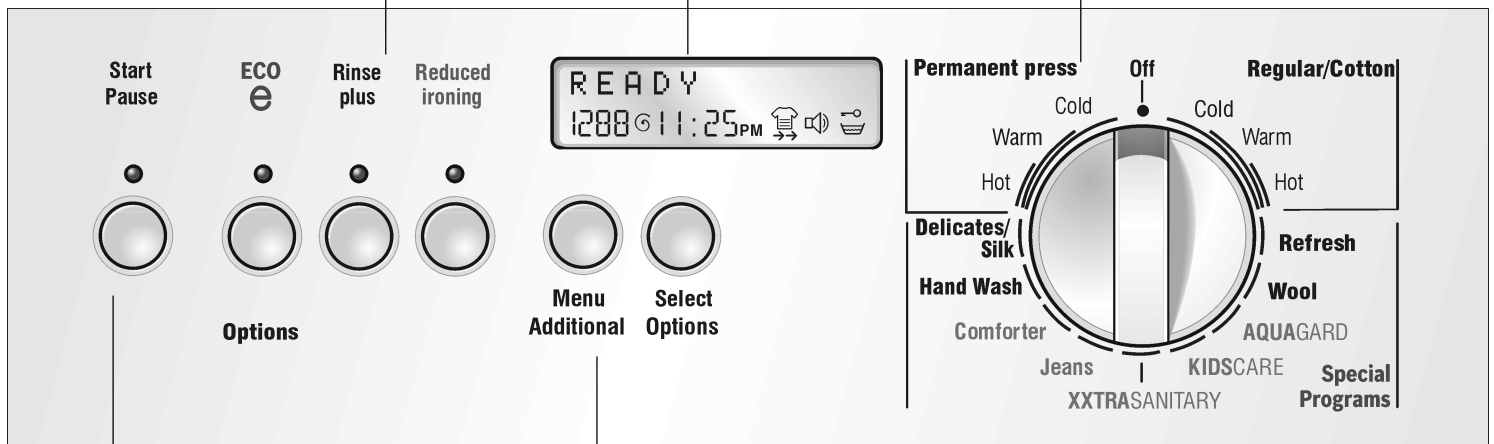 Start
Pause
ECO
e
Rinse
plus
Reduced
ironing
READY
1288 11:25PM
Menu
Additional
Select
Options
Options
Permanent press
Off
Regular/Cotton
Cold
Warm
Hot
Cold
Warm
Hot
Delicates/
Silk
Hand Wash
Comforter
Jeans
XXTRASANITARY
KIDSCARE
AQUAGARD
Wool
Refresh
Special
Programs